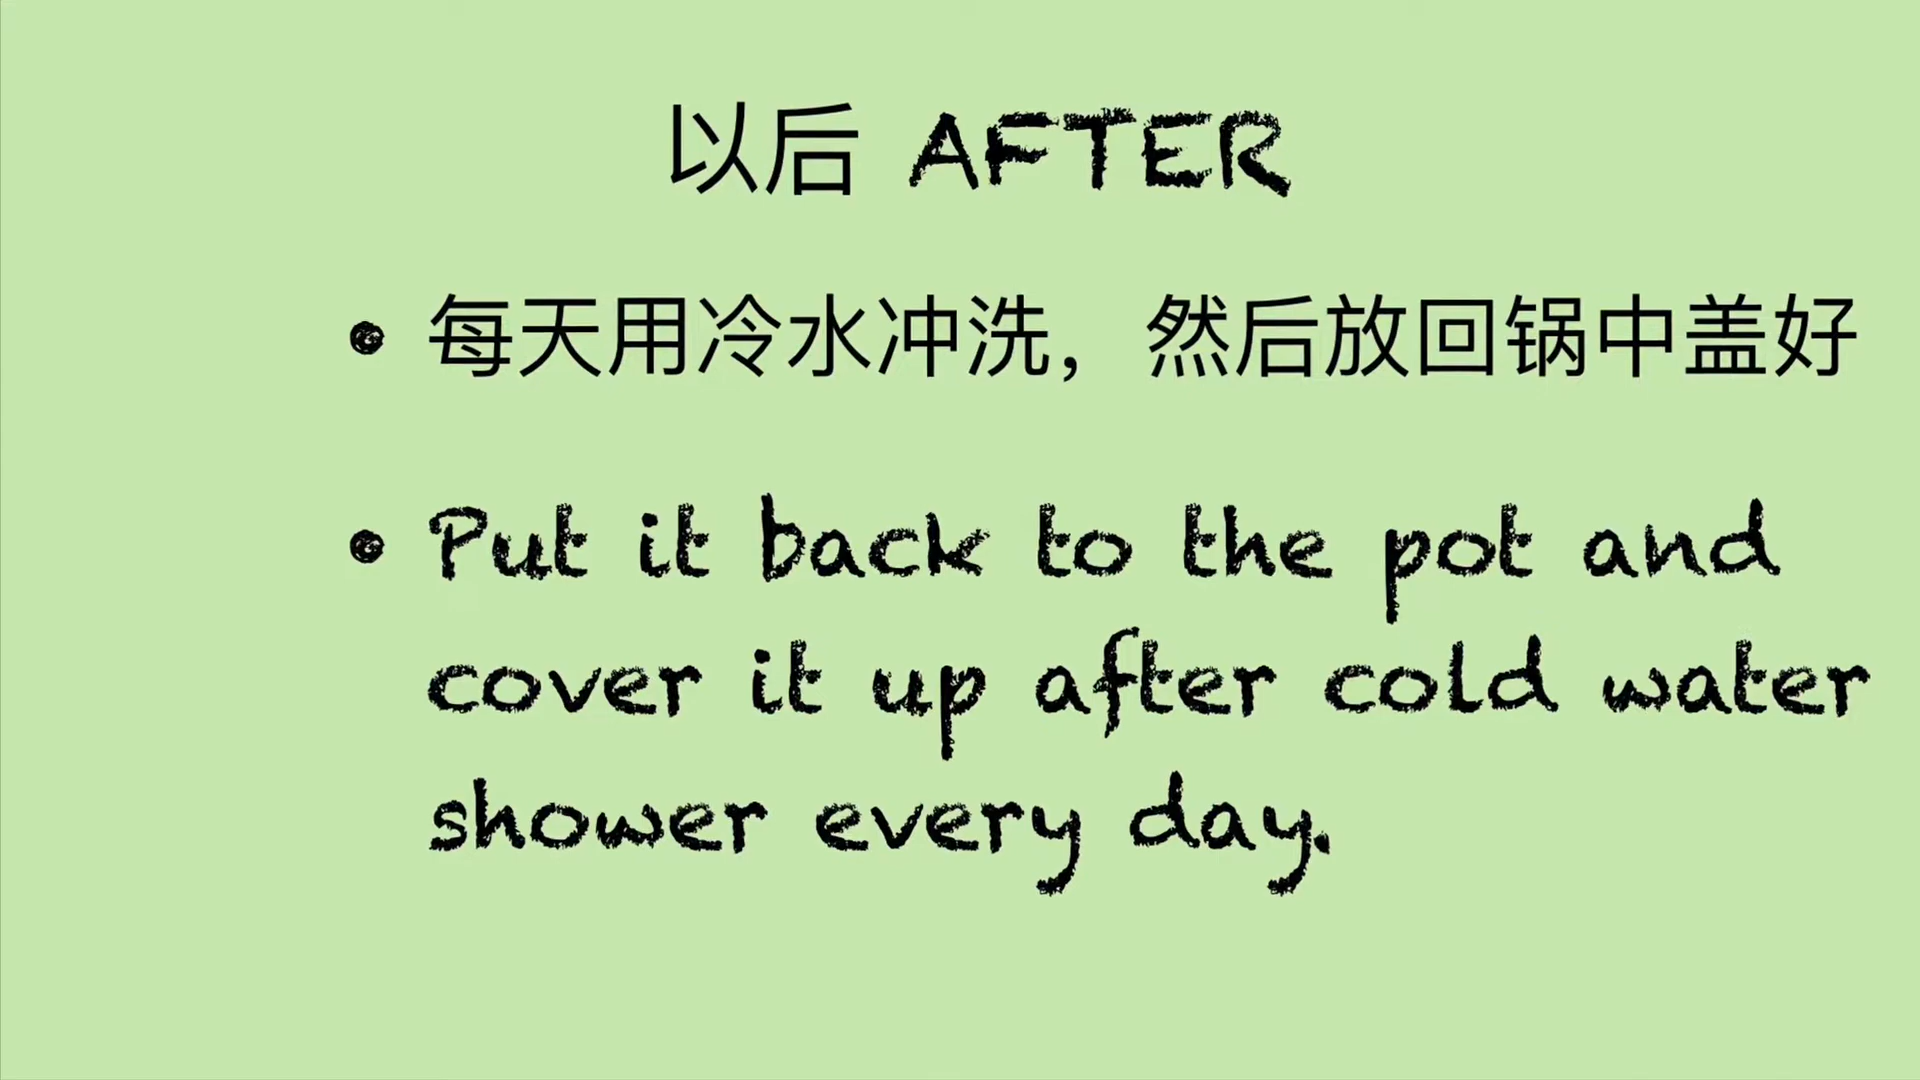 以后 AFTER
• 每天用冷水冲洗，然后放回锅中盖好
• Put it back to the pot and
cover it up after cold water
shower every day.